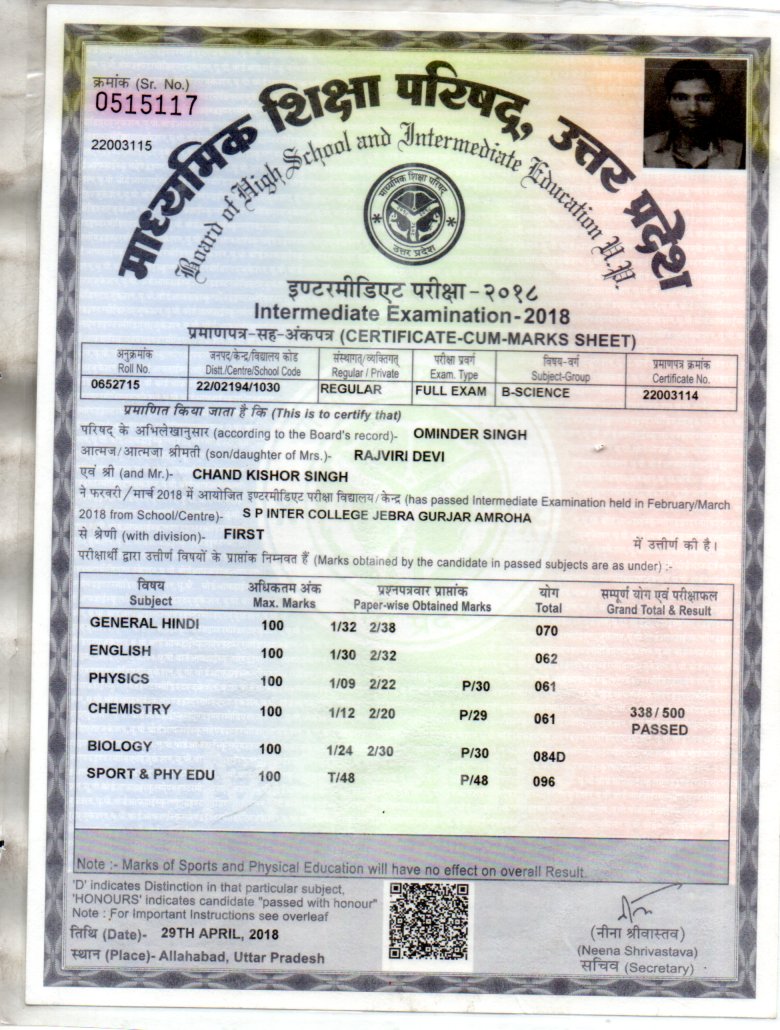 क्रमांक (Sr. No.)
0515117
22003115
माध्यमिक शिक्षा परिषद्, उत्तर प्रदेश
Board of High School and Intermediate Education U.P.
माध्यमिक शिक्षा परिषद
उत्तर प्रदेश
इण्टरमीडिएट परीक्षा - २०१८
Intermediate Examination - 2018
प्रमाणपत्र-सह-अंकपत्र (CERTIFICATE-CUM-MARKS SHEET)
अनुक्रमांक जनपद/केन्द्र/विद्यालय कोड संस्थागत/व्यक्तिगत् परीक्षा प्रवर्ग विषय-वर्ग प्रमाणपत्र क्रमांक
Roll No. Distt./Centre/School Code Regular / Private Exam. Type Subject-Group Certificate No.
0652715 22/02194/1030 REGULAR FULL EXAM B-SCIENCE 22003114
प्रमाणित किया जाता है कि (This is to certify that)
परिषद् के अभिलेखानुसार (according to the Board's record)- OMINDER SINGH
आत्मज/आत्मजा श्रीमती (son/daughter of Mrs.)- RAJVIRI DEVI
एवं श्री (and Mr.)- CHAND KISHOR SINGH
ने फरवरी/मार्च 2018 में आयोजित इण्टरमीडिएट परीक्षा विद्यालय/केन्द्र (has passed Intermediate Examination held in February/March
2018 from School/Centre)- S P INTER COLLEGE JEBRA GURJAR AMROHA
से श्रेणी (with division)- FIRST में उत्तीर्ण की है।
परीक्षार्थी द्वारा उत्तीर्ण विषयों के प्राप्तांक निम्नवत हैं (Marks obtained by the candidate in passed subjects are as under) :-
विषय अधिकतम अंक प्रश्नपत्रवार प्राप्तांक योग सम्पूर्ण योग एवं परीक्षाफल
Subject Max. Marks Paper-wise Obtained Marks Total Grand Total & Result
GENERAL HINDI 100 1/32 2/38 070
ENGLISH 100 1/30 2/32 062
PHYSICS 100 1/09 2/22 P/30 061
CHEMISTRY 100 1/12 2/20 P/29 061 338/500
PASSED
BIOLOGY 100 1/24 2/30 P/30 084D
SPORT & PHY EDU 100 T/48 P/48 096
Note :- Marks of Sports and Physical Education will have no effect on overall Result.
'D' indicates Distinction in that particular subject,
'HONOURS' indicates candidate "passed with honour"
Note : For Important Instructions see overleaf
तिथि (Date)- 29TH APRIL, 2018
स्थान (Place)- Allahabad, Uttar Pradesh
(नीना श्रीवास्तव)
(Neena Shrivastava)
सचिव (Secretary)